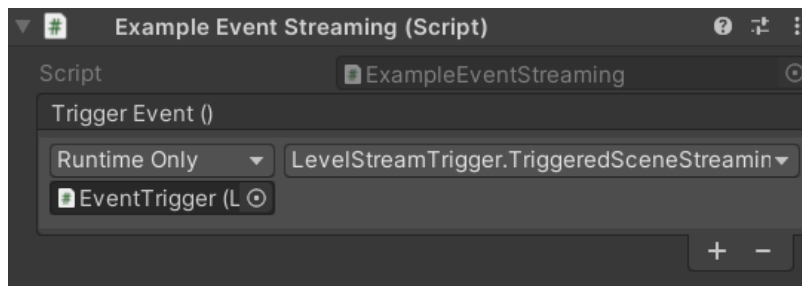 Example Event Streaming (Script)
Script ExampleEventStreaming
Trigger Event ()
Runtime Only LevelStreamTrigger.TriggeredSceneStreamin
EventTrigger (L